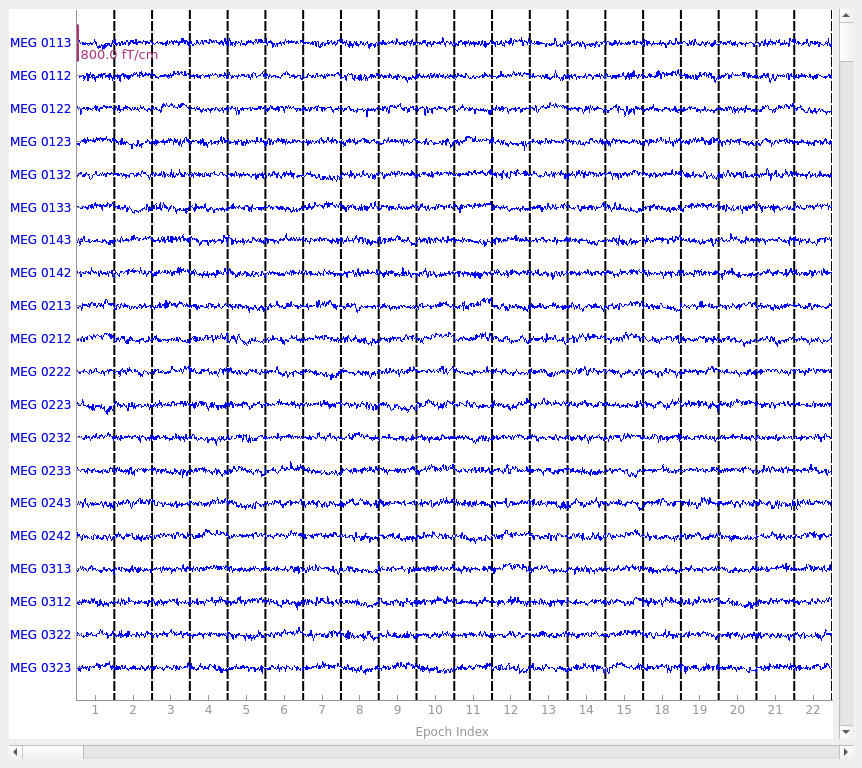 MEG 0113
800.0 fT/cm
MEG 0112
MEG 0122
MEG 0123
MEG 0132
MEG 0133
MEG 0143
MEG 0142
MEG 0213
MEG 0212
MEG 0222
MEG 0223
MEG 0232
MEG 0233
MEG 0243
MEG 0242
MEG 0313
MEG 0312
MEG 0322
MEG 0323
1 2 3 4 5 6 7 8 9 10 11 12 13 14 15 18 19 20 21 22
Epoch Index